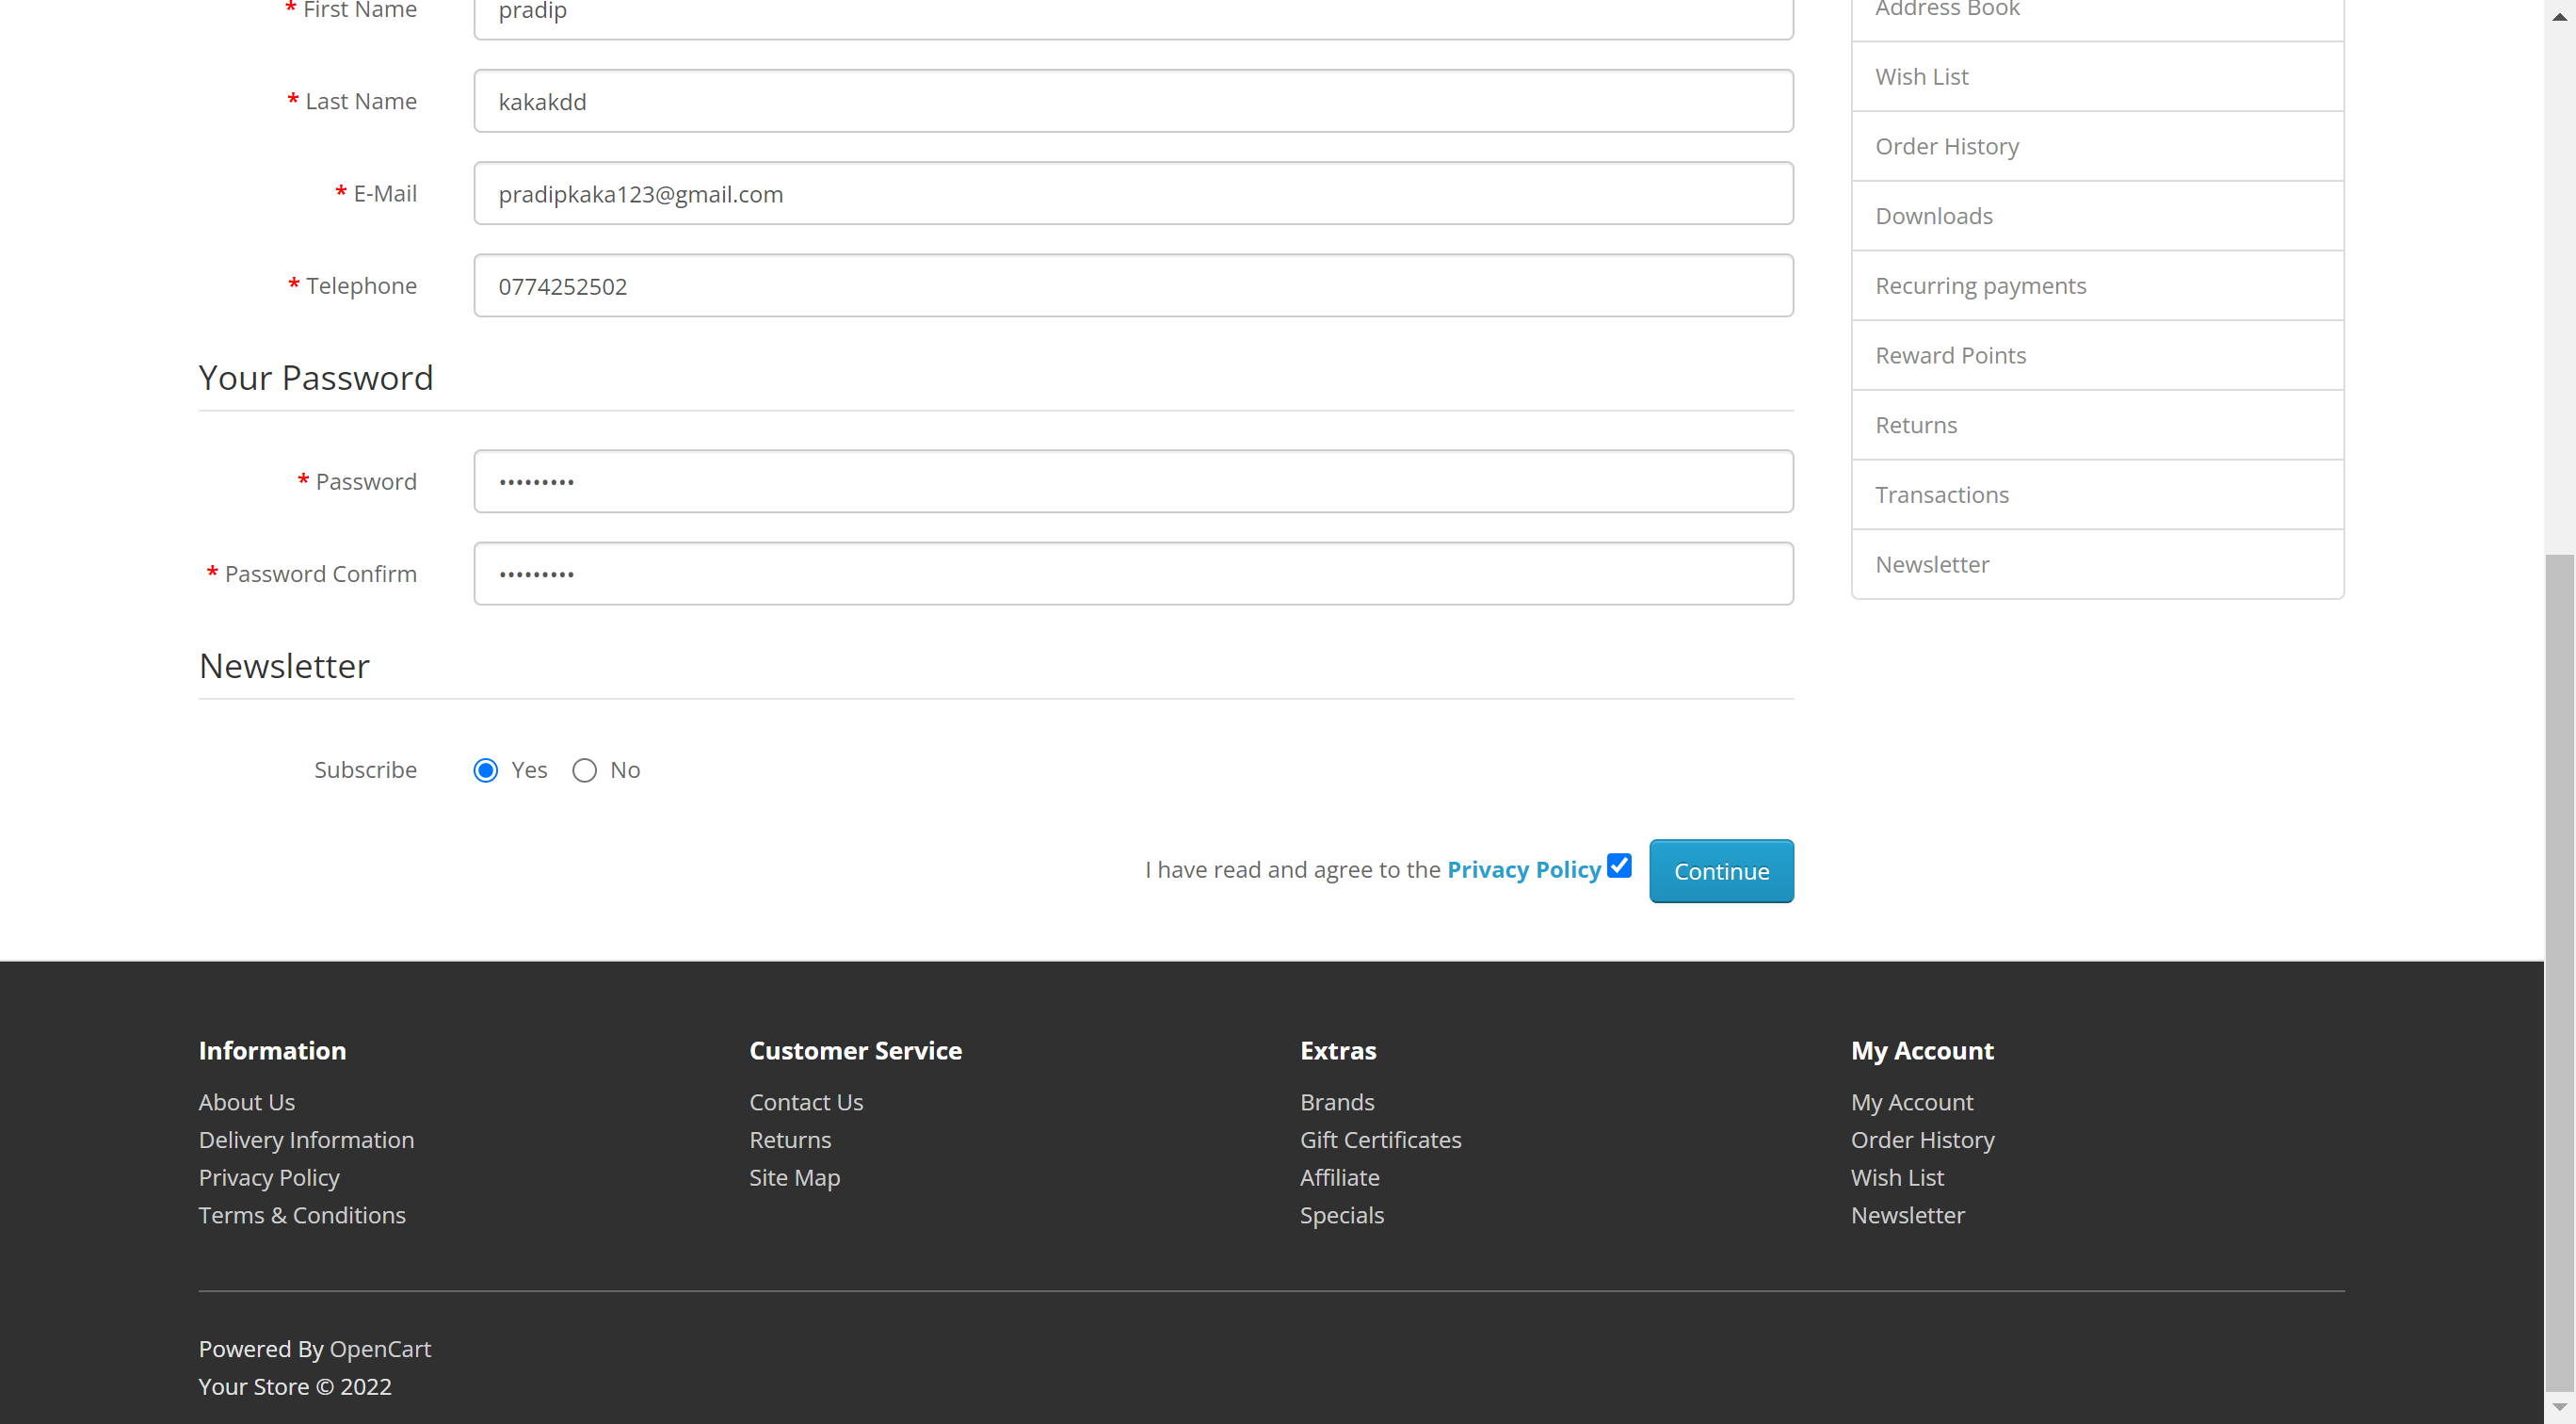 * First Name
pradip
* Last Name
kakakdd
* E-Mail
pradipkaka123@gmail.com
* Telephone
0774252502
Your Password
* Password
•••••••••
* Password Confirm
•••••••••
Newsletter
Subscribe
Yes
No
I have read and agree to the Privacy Policy
Continue
Address Book
Wish List
Order History
Downloads
Recurring payments
Reward Points
Returns
Transactions
Newsletter
Information
About Us
Delivery Information
Privacy Policy
Terms & Conditions
Customer Service
Contact Us
Returns
Site Map
Extras
Brands
Gift Certificates
Affiliate
Specials
My Account
My Account
Order History
Wish List
Newsletter
Powered By OpenCart
Your Store © 2022